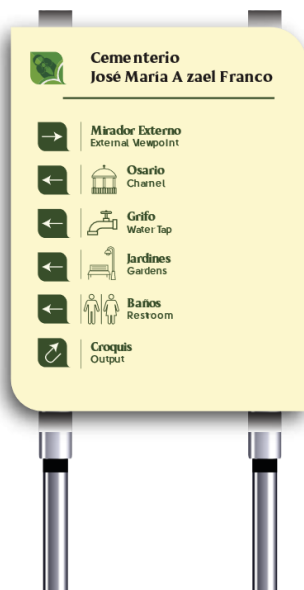 Cementerio
José María A zael Franco
Mirador Externo
External Viewpoint
Osario
Charnel
Grifo
Water Tap
Jardines
Gardens
Baños
Restroom
Croquis
Output